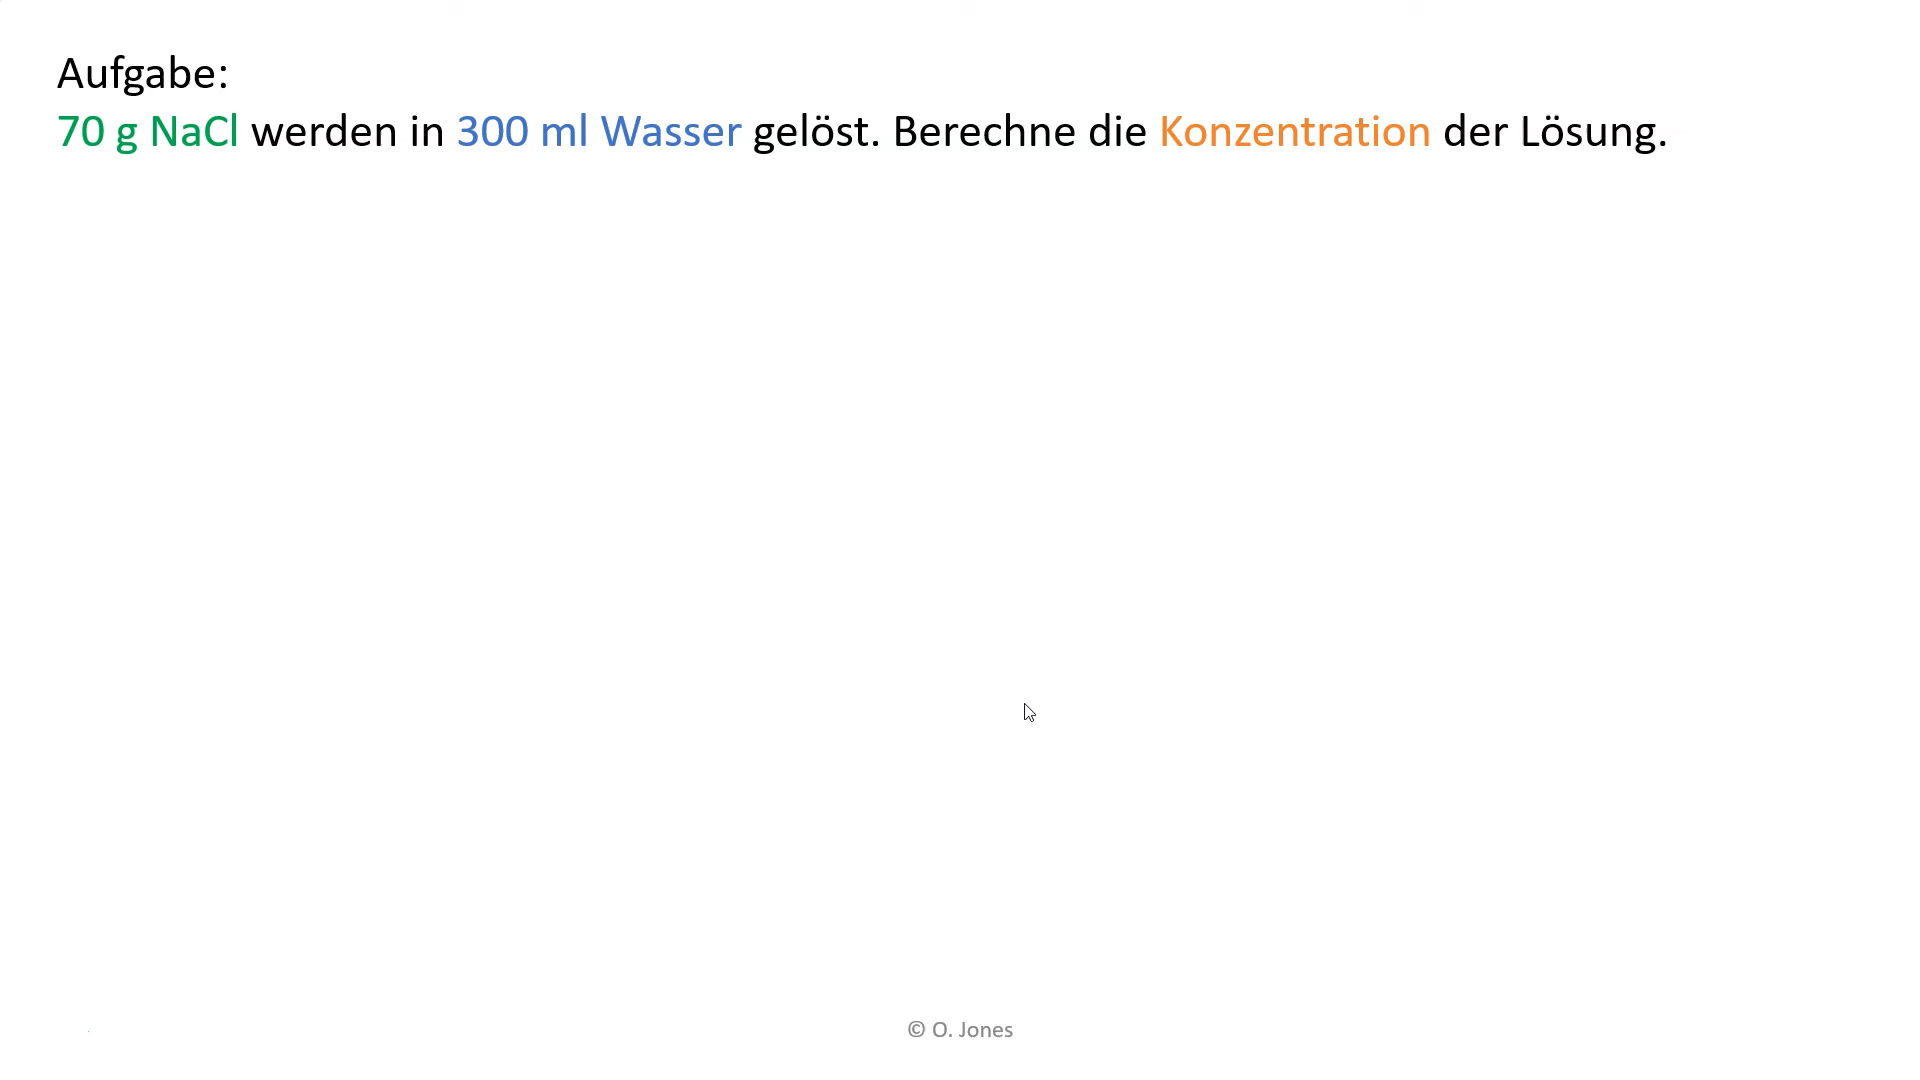 Aufgabe:
70 g NaCl werden in 300 ml Wasser gelöst. Berechne die Konzentration der Lösung.
© O. Jones